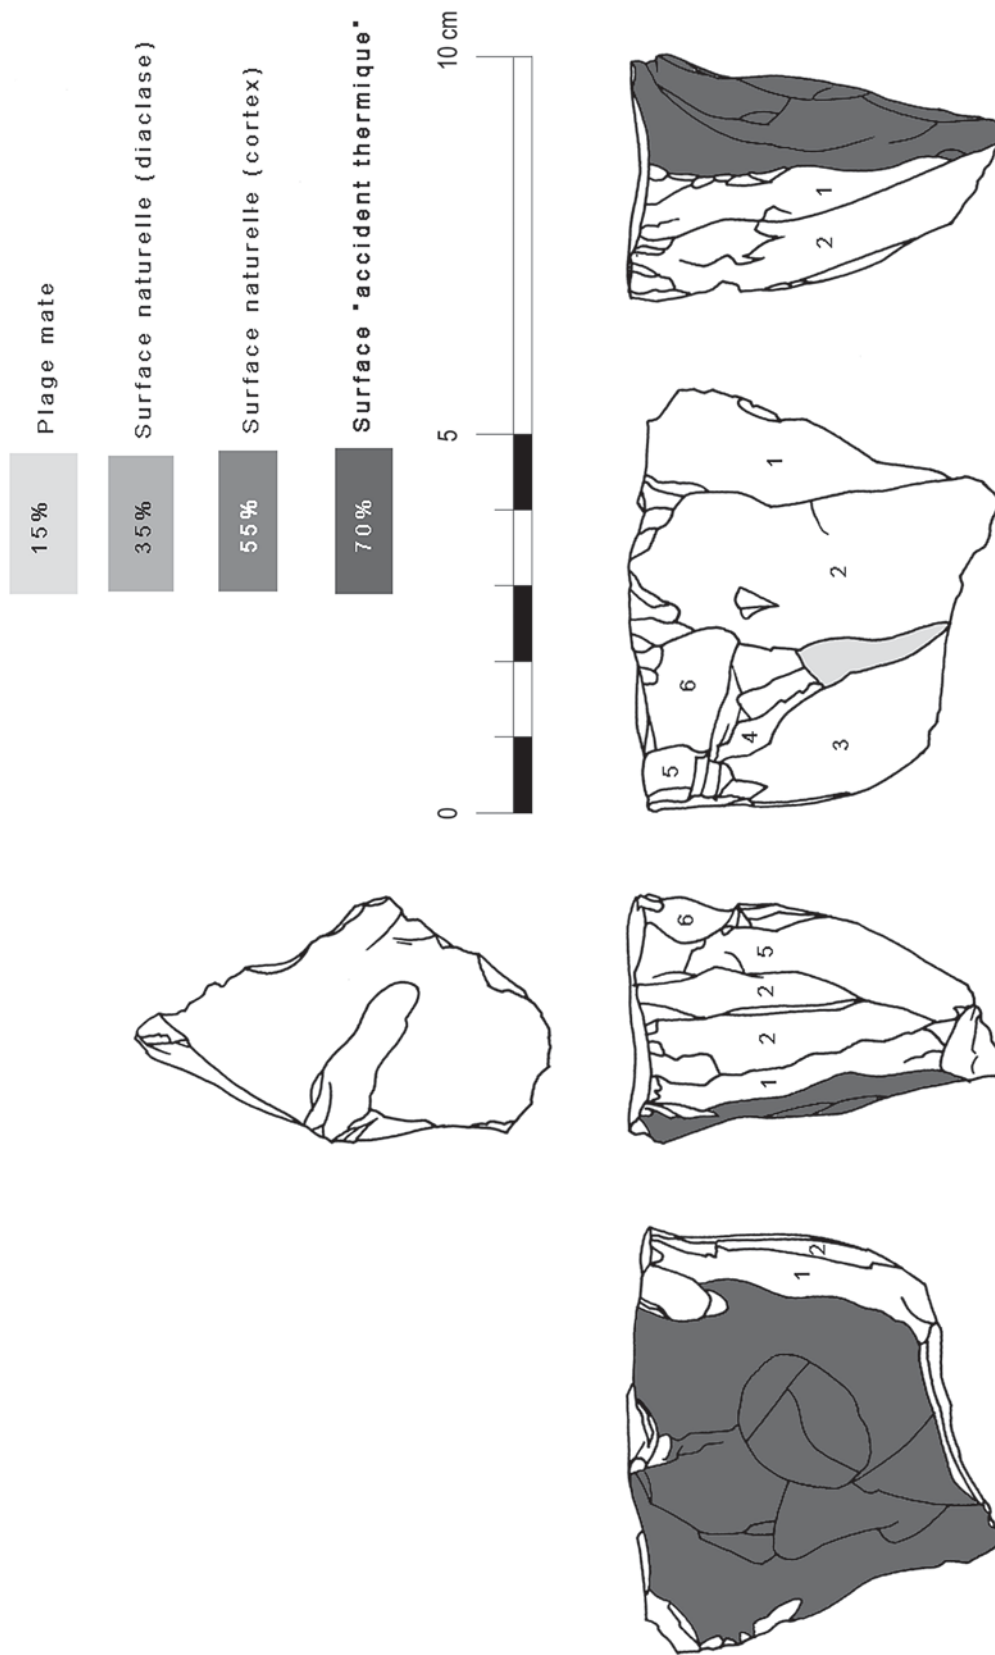 15% Plage mate
35% Surface naturelle (diaclase)
55% Surface naturelle (cortex)
70% Surface "accident thermique"
0 5 10 cm
1 2
1 2 2 5 6
5 6 4 3 2 1
2 1